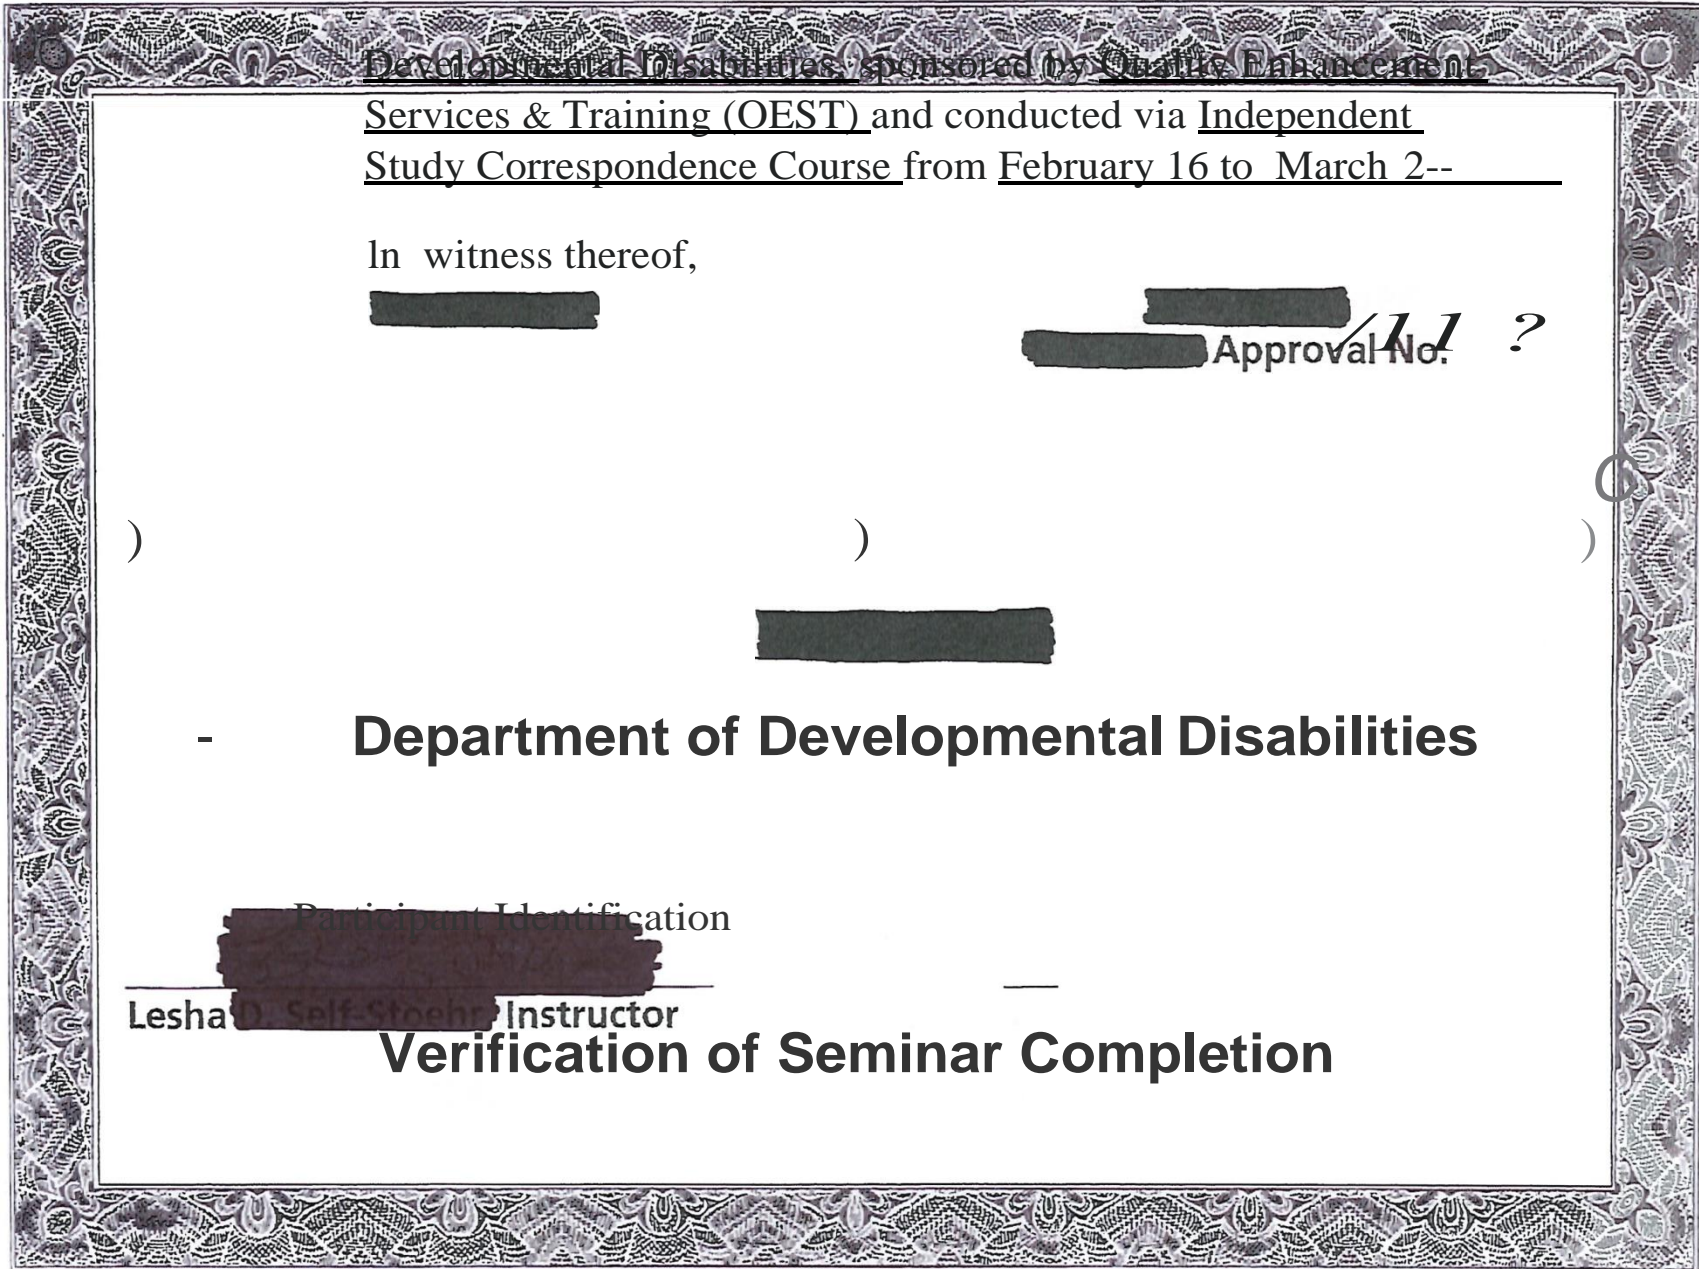 Developmental Disabilities, sponsored by Quality Enhancement
Services & Training (OEST) and conducted via Independent
Study Correspondence Course from February 16 to March 2--
ln witness thereof,
/11 ?
Approval No.
) ) )
- Department of Developmental Disabilities
Participant Identification
Lesha Instructor
Verification of Seminar Completion